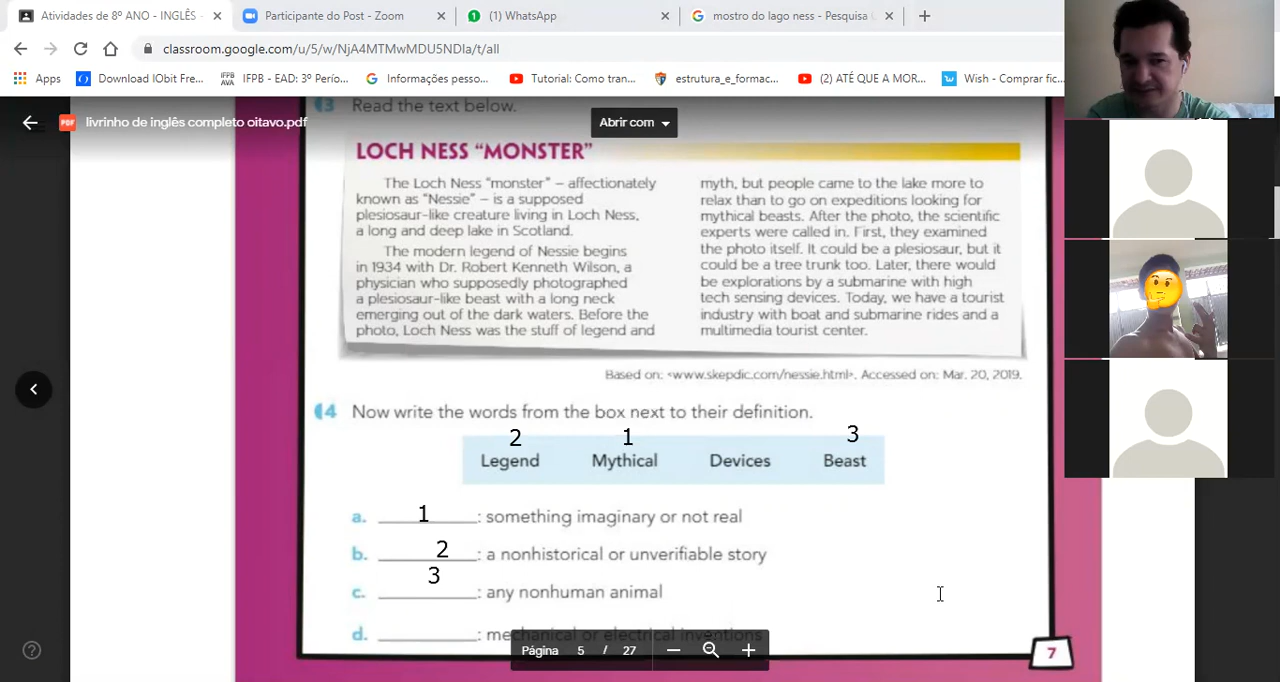 Atividades de 8º ANO - INGLÊS
Participante do Post - Zoom
(1) WhatsApp
mostro do lago ness - Pesquisa
classroom.google.com/u/5/w/NjA4MTMwMDU5NDIa/t/all
Apps
Download IObit Fre...
IFPB - EAD: 3º Perío...
Informações pesso...
Tutorial: Como tran...
estrutura_e_formac...
(2) ATÉ QUE A MOR...
Wish - Comprar fic...
3 Read the text below.
PDF livrinho de inglês completo oitavo.pdf
Abrir com
LOCH NESS “MONSTER”
The Loch Ness “monster” – affectionately
known as “Nessie” – is a supposed
plesiosaur-like creature living in Loch Ness,
a long and deep lake in Scotland.
The modern legend of Nessie begins
in 1934 with Dr. Robert Kenneth Wilson, a
physician who supposedly photographed
a plesiosaur-like beast with a long neck
emerging out of the dark waters. Before the
photo, Loch Ness was the stuff of legend and
myth, but people came to the lake more to
relax than to go on expeditions looking for
mythical beasts. After the photo, the scientific
experts were called in. First, they examined
the photo itself. It could be a plesiosaur, but it
could be a tree trunk too. Later, there would
be explorations by a submarine with high
tech sensing devices. Today, we have a tourist
industry with boat and submarine rides and a
multimedia tourist center.
Based on: <www.skepdic.com/nessie.html>. Accessed on: Mar. 20, 2019.
4 Now write the words from the box next to their definition.
2 1 3
Legend Mythical Devices Beast
a. 1 : something imaginary or not real
b. 2 : a nonhistorical or unverifiable story
c. 3 : any nonhuman animal
d. ________: mechanical or electrical inventions
Página 5 / 27
7